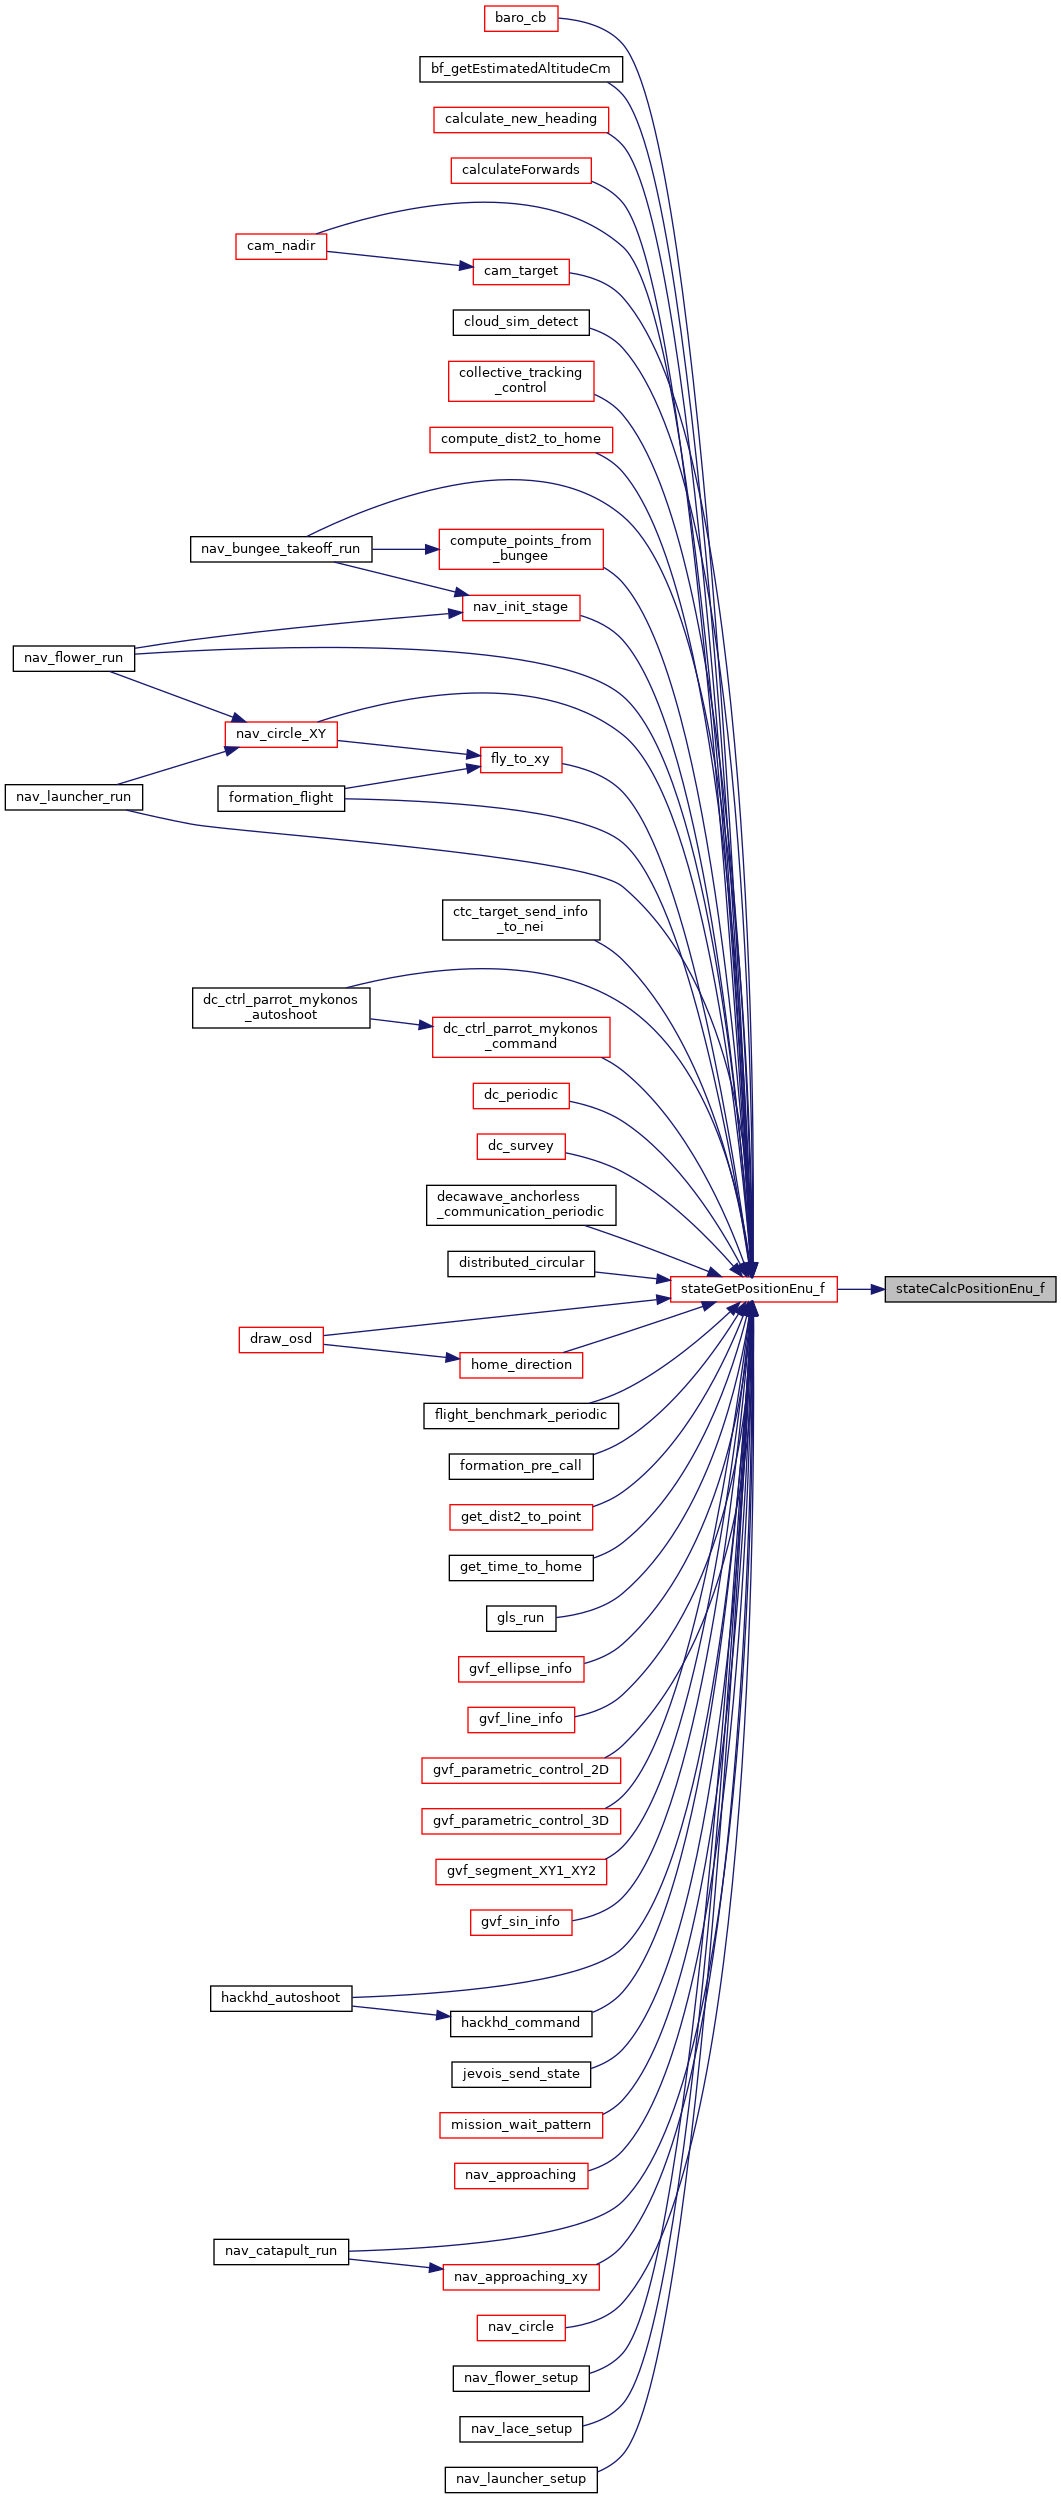 baro_cb
bf_getEstimatedAltitudeCm
calculate_new_heading
calculateForwards
cam_nadir
cam_target
cloud_sim_detect
collective_tracking
_control
compute_dist2_to_home
nav_bungee_takeoff_run
compute_points_from
_bungee
nav_init_stage
nav_flower_run
nav_circle_XY
fly_to_xy
nav_launcher_run
formation_flight
ctc_target_send_info
_to_nei
dc_ctrl_parrot_mykonos
_autoshoot
dc_ctrl_parrot_mykonos
_command
dc_periodic
dc_survey
decawave_anchorless
_communication_periodic
distributed_circular
stateGetPositionEnu_f
stateCalcPositionEnu_f
draw_osd
home_direction
flight_benchmark_periodic
formation_pre_call
get_dist2_to_point
get_time_to_home
gls_run
gvf_ellipse_info
gvf_line_info
gvf_parametric_control_2D
gvf_parametric_control_3D
gvf_segment_XY1_XY2
gvf_sin_info
hackhd_autoshoot
hackhd_command
jevois_send_state
mission_wait_pattern
nav_approaching
nav_catapult_run
nav_approaching_xy
nav_circle
nav_flower_setup
nav_lace_setup
nav_launcher_setup